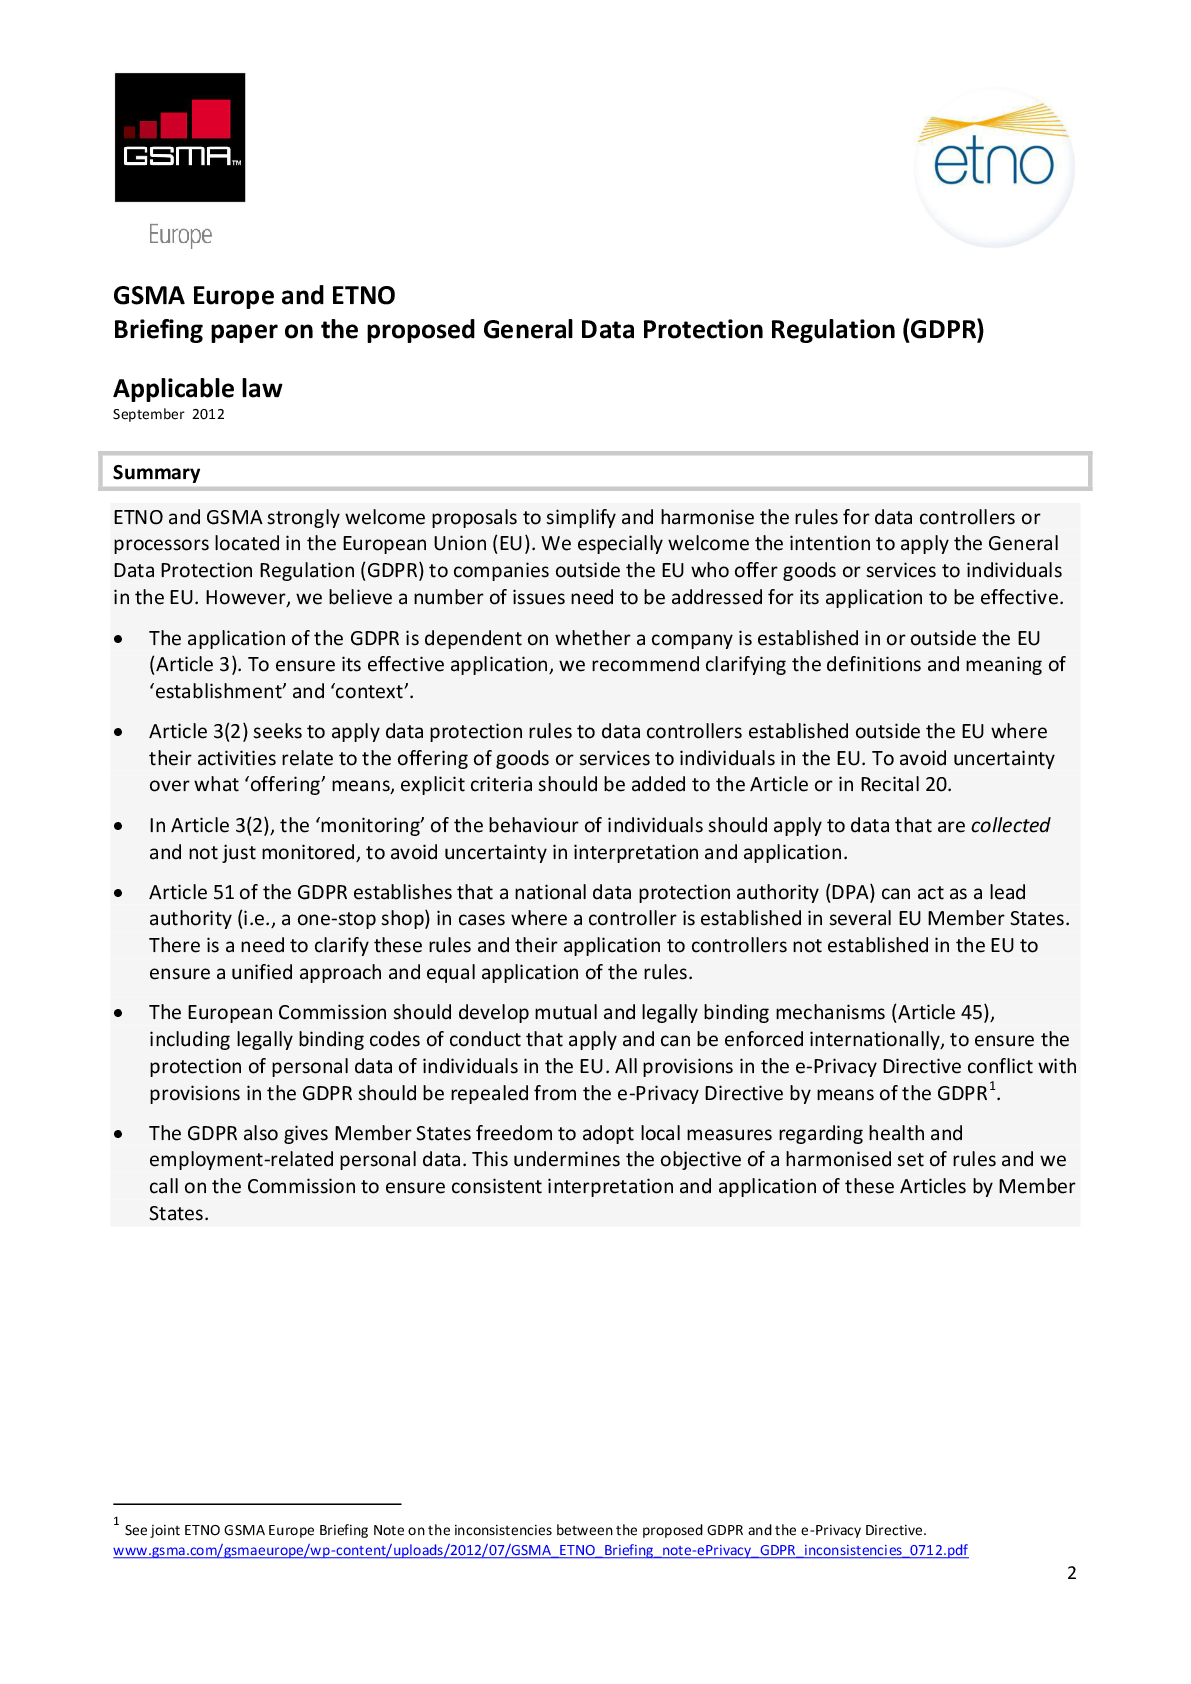 GSMA™
Europe
etno
GSMA Europe and ETNO
Briefing paper on the proposed General Data Protection Regulation (GDPR)
Applicable law
September 2012
Summary
ETNO and GSMA strongly welcome proposals to simplify and harmonise the rules for data controllers or
processors located in the European Union (EU). We especially welcome the intention to apply the General
Data Protection Regulation (GDPR) to companies outside the EU who offer goods or services to individuals
in the EU. However, we believe a number of issues need to be addressed for its application to be effective.
• The application of the GDPR is dependent on whether a company is established in or outside the EU
(Article 3). To ensure its effective application, we recommend clarifying the definitions and meaning of
‘establishment’ and ‘context’.
• Article 3(2) seeks to apply data protection rules to data controllers established outside the EU where
their activities relate to the offering of goods or services to individuals in the EU. To avoid uncertainty
over what ‘offering’ means, explicit criteria should be added to the Article or in Recital 20.
• In Article 3(2), the ‘monitoring’ of the behaviour of individuals should apply to data that are collected
and not just monitored, to avoid uncertainty in interpretation and application.
• Article 51 of the GDPR establishes that a national data protection authority (DPA) can act as a lead
authority (i.e., a one-stop shop) in cases where a controller is established in several EU Member States.
There is a need to clarify these rules and their application to controllers not established in the EU to
ensure a unified approach and equal application of the rules.
• The European Commission should develop mutual and legally binding mechanisms (Article 45),
including legally binding codes of conduct that apply and can be enforced internationally, to ensure the
protection of personal data of individuals in the EU. All provisions in the e-Privacy Directive conflict with
provisions in the GDPR should be repealed from the e-Privacy Directive by means of the GDPR¹.
• The GDPR also gives Member States freedom to adopt local measures regarding health and
employment-related personal data. This undermines the objective of a harmonised set of rules and we
call on the Commission to ensure consistent interpretation and application of these Articles by Member
States.
¹ See joint ETNO GSMA Europe Briefing Note on the inconsistencies between the proposed GDPR and the e-Privacy Directive.
www.gsma.com/gsmaeurope/wp-content/uploads/2012/07/GSMA_ETNO_Briefing_note-ePrivacy_GDPR_inconsistencies_0712.pdf
2